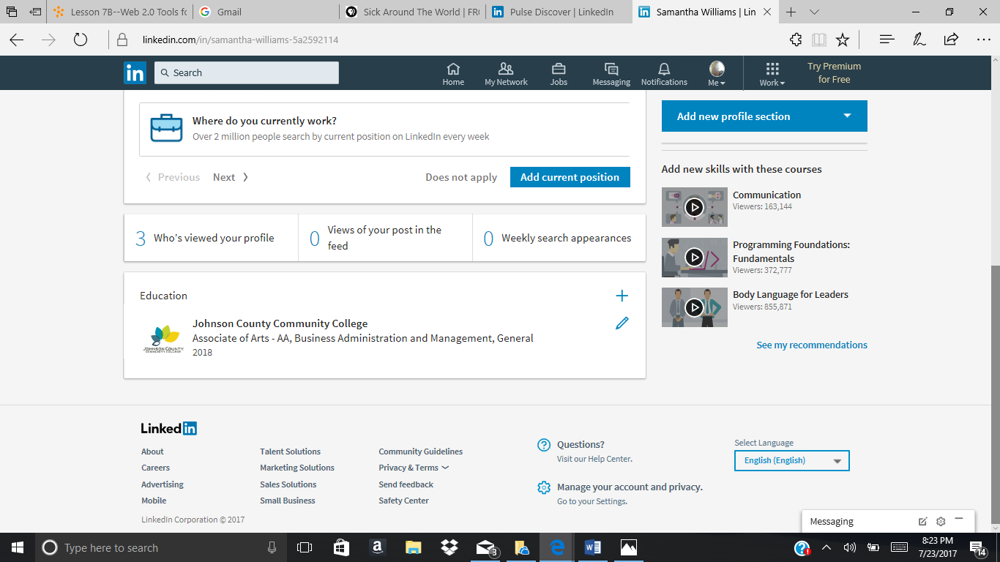 Lesson 7B--Web 2.0 Tools fo
Gmail
Sick Around The World | FRO
Pulse Discover | LinkedIn
Samantha Williams | Lin
linkedin.com/in/samantha-williams-5a2592114
in
Search
Home
My Network
Jobs
Messaging
Notifications
Me
Work
Try Premium
for Free
Where do you currently work?
Over 2 million people search by current position on LinkedIn every week
Previous
Next
Does not apply
Add current position
3 Who's viewed your profile
0 Views of your post in the
feed
0 Weekly search appearances
Education
Johnson County Community College
Associate of Arts - AA, Business Administration and Management, General
2018
JOHNSON COUNTY
COMMUNITY COLLEGE
Add new profile section
Add new skills with these courses
Communication
Viewers: 163,144
Programming Foundations:
Fundamentals
Viewers: 372,777
Body Language for Leaders
Viewers: 855,871
See my recommendations
LinkedIn
About
Careers
Advertising
Mobile
Talent Solutions
Marketing Solutions
Sales Solutions
Small Business
Community Guidelines
Privacy & Terms
Send feedback
Safety Center
Questions?
Visit our Help Center.
Manage your account and privacy.
Go to your Settings.
Select Language
English (English)
LinkedIn Corporation © 2017
Messaging
Type here to search
3
8:23 PM
7/23/2017
14